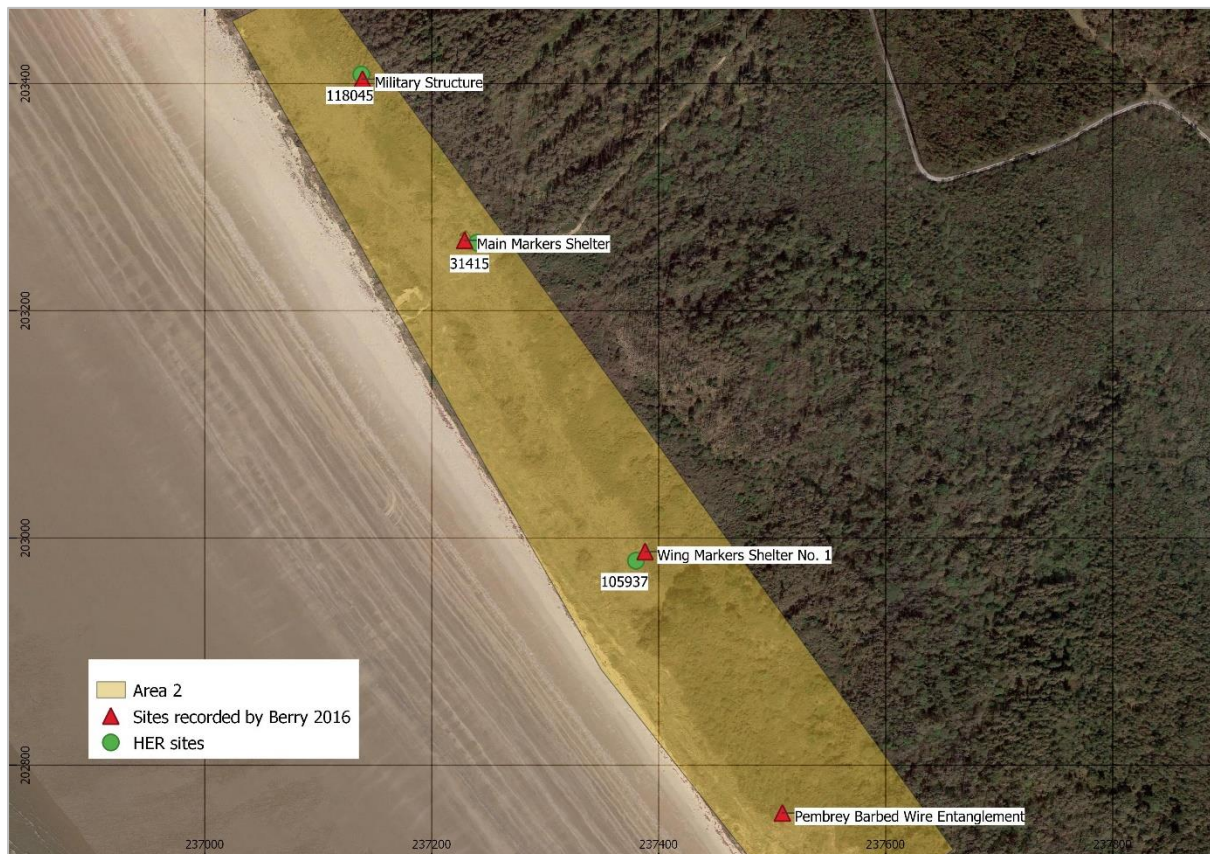 203400
Military Structure
118045
Main Markers Shelter
31415
203200
203000
Wing Markers Shelter No. 1
105937
Area 2
Sites recorded by Berry 2016
HER sites
202800
Pembrey Barbed Wire Entanglement
237000
237200
237400
237600
237800